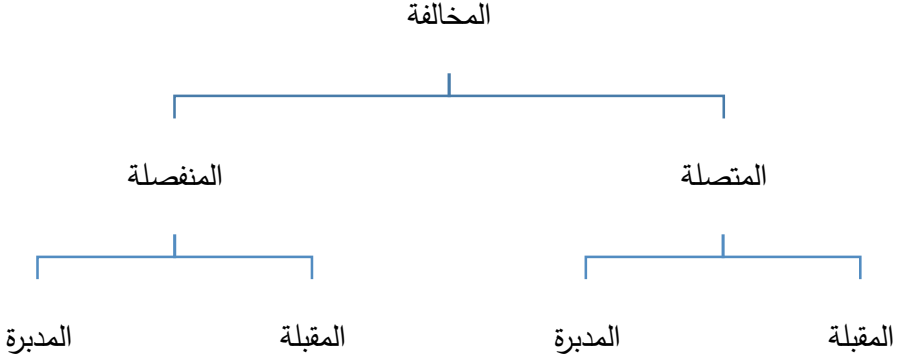 المخالفة
المتصلة المنفصلة
المقبلة المدبرة المقبلة المدبرة